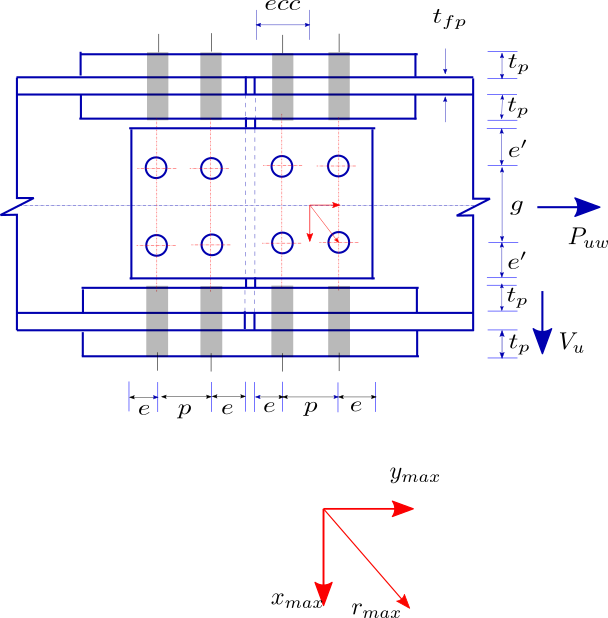 ecc
t_{fp}
t_p
t_p
e'
g
P_{uw}
e'
t_p
t_p
V_u
e p e e p e
y_{max}
x_{max}
r_{max}